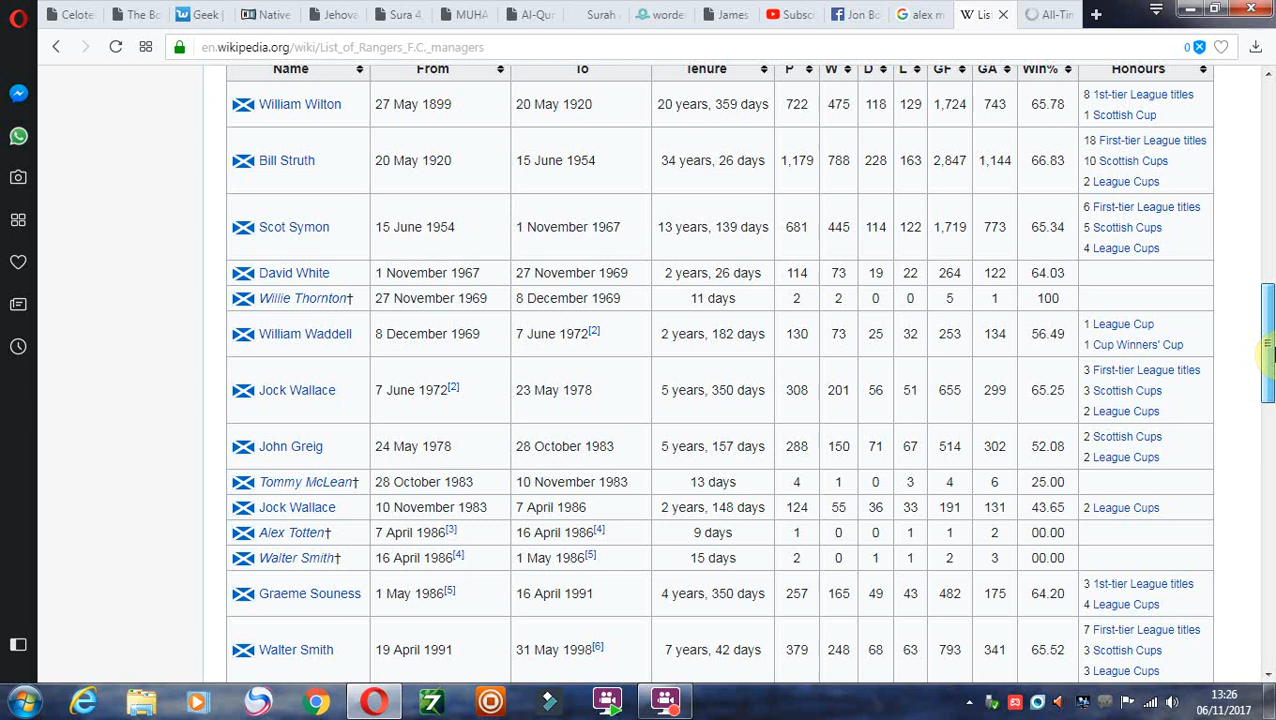 Celote
The Bo
Geek |
Native
Jehova
Sura 4
MUHA
Al-Qur
Surah
worde
James
Subsc
Jon Bo
alex m
Lis
All-Tin
en.wikipedia.org/wiki/List_of_Rangers_F.C._managers
0
Name From To Tenure P W D L GF GA Win% Honours
William Wilton 27 May 1899 20 May 1920 20 years, 359 days 722 475 118 129 1,724 743 65.78 8 1st-tier League titles
1 Scottish Cup
Bill Struth 20 May 1920 15 June 1954 34 years, 26 days 1,179 788 228 163 2,847 1,144 66.83 18 First-tier League titles
10 Scottish Cups
2 League Cups
Scot Symon 15 June 1954 1 November 1967 13 years, 139 days 681 445 114 122 1,719 773 65.34 6 First-tier League titles
5 Scottish Cups
4 League Cups
David White 1 November 1967 27 November 1969 2 years, 26 days 114 73 19 22 264 122 64.03
Willie Thornton† 27 November 1969 8 December 1969 11 days 2 2 0 0 5 1 100
William Waddell 8 December 1969 7 June 1972[2] 2 years, 182 days 130 73 25 32 253 134 56.49 1 League Cup
1 Cup Winners' Cup
Jock Wallace 7 June 1972[2] 23 May 1978 5 years, 350 days 308 201 56 51 655 299 65.25 3 First-tier League titles
3 Scottish Cups
2 League Cups
John Greig 24 May 1978 28 October 1983 5 years, 157 days 288 150 71 67 514 302 52.08 2 Scottish Cups
2 League Cups
Tommy McLean† 28 October 1983 10 November 1983 13 days 4 1 0 3 4 6 25.00
Jock Wallace 10 November 1983 7 April 1986 2 years, 148 days 124 55 36 33 191 131 43.65 2 League Cups
Alex Totten† 7 April 1986[3] 16 April 1986[4] 9 days 1 0 0 1 1 2 00.00
Walter Smith† 16 April 1986[4] 1 May 1986[5] 15 days 2 0 1 1 2 3 00.00
Graeme Souness 1 May 1986[5] 16 April 1991 4 years, 350 days 257 165 49 43 482 175 64.20 3 1st-tier League titles
4 League Cups
Walter Smith 19 April 1991 31 May 1998[6] 7 years, 42 days 379 248 68 63 793 341 65.52 7 First-tier League titles
3 Scottish Cups
3 League Cups
13:26
06/11/2017